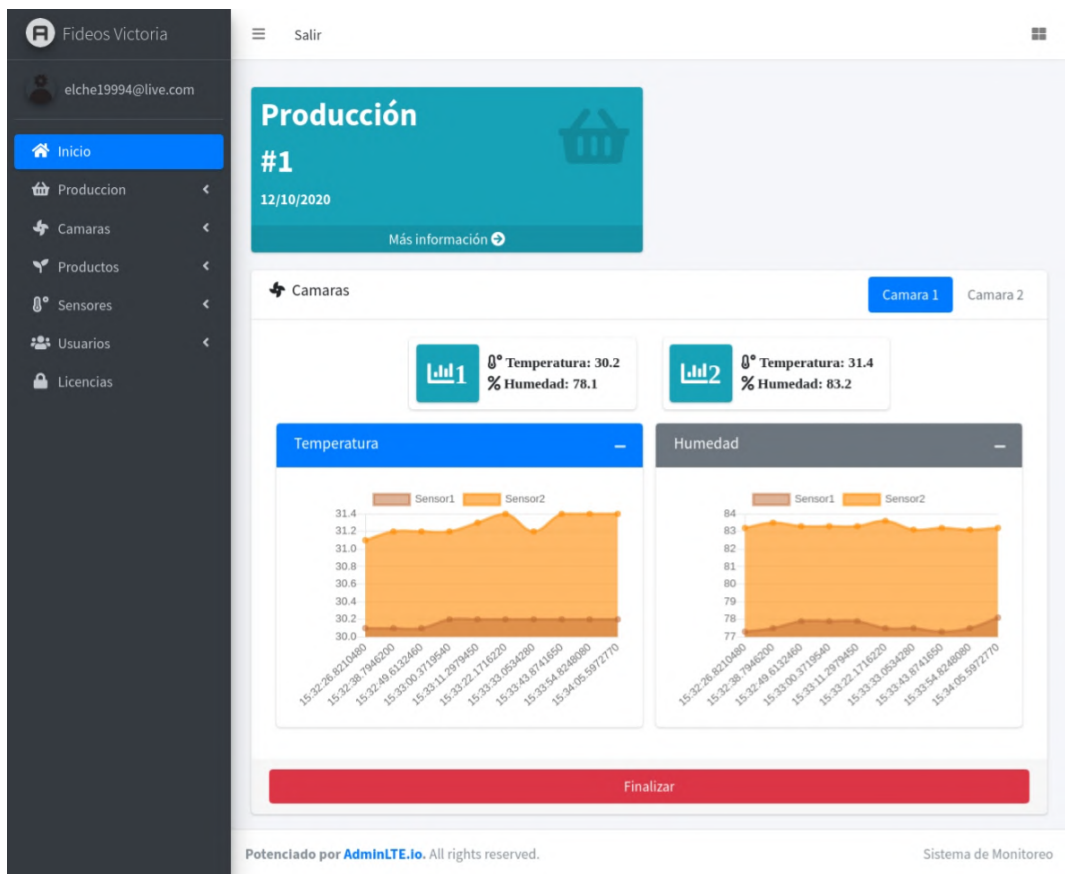 Fideos Victoria
elche19994@live.com
Inicio
Produccion
Camaras
Productos
Sensores
Usuarios
Licencias
Salir
Producción
#1
12/10/2020
Más información
Camaras
Camara 1 Camara 2
1
Temperatura: 30.2
% Humedad: 78.1
2
Temperatura: 31.4
% Humedad: 83.2
Temperatura
Sensor1 Sensor2
31.4
31.2
31.0
30.8
30.6
30.4
30.2
30.0
15:32:26.8210480
15:32:38.7946200
15:32:49.6132460
15:33:00.3719540
15:33:11.2979450
15:33:22.1716220
15:33:33.0534280
15:33:43.8741650
15:33:54.8248080
15:34:05.5972770
Humedad
Sensor1 Sensor2
84
83
82
81
80
79
78
77
15:32:26.8210480
15:32:38.7946200
15:32:49.6132460
15:33:00.3719540
15:33:11.2979450
15:33:22.1716220
15:33:33.0534280
15:33:43.8741650
15:33:54.8248080
15:34:05.5972770
Finalizar
Potenciado por AdminLTE.io. All rights reserved.
Sistema de Monitoreo